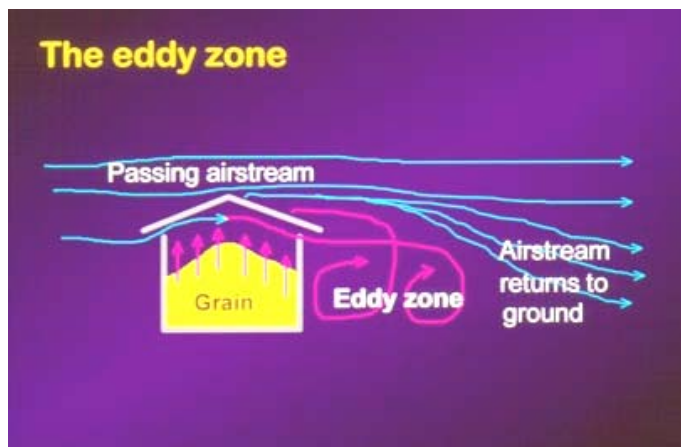 The eddy zone
Passing airstream
Airstream
returns to
ground
Eddy zone
Grain